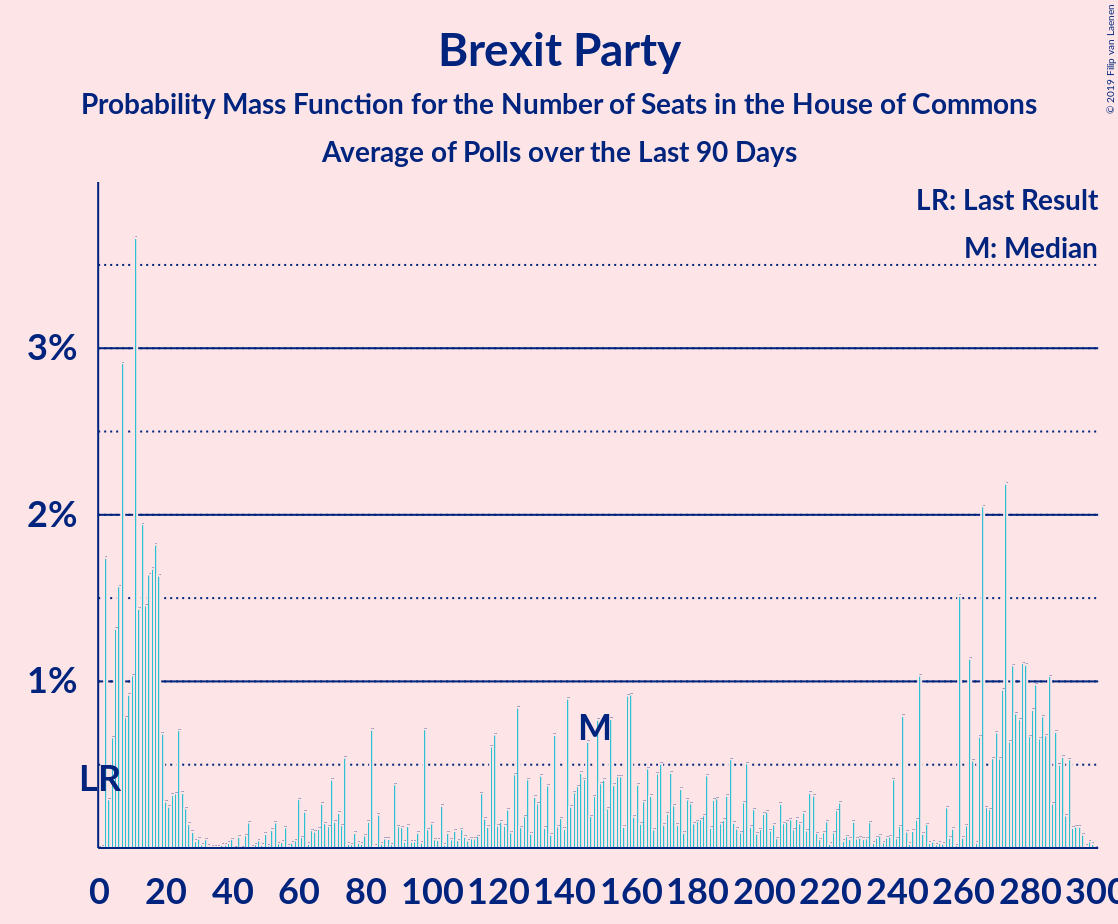 Brexit Party
Probability Mass Function for the Number of Seats in the House of Commons
Average of Polls over the Last 90 Days
© 2019 Filip van Laenen
LR: Last Result
M: Median
3%
2%
1%
LR
M
0 20 40 60 80 100 120 140 160 180 200 220 240 260 280 300